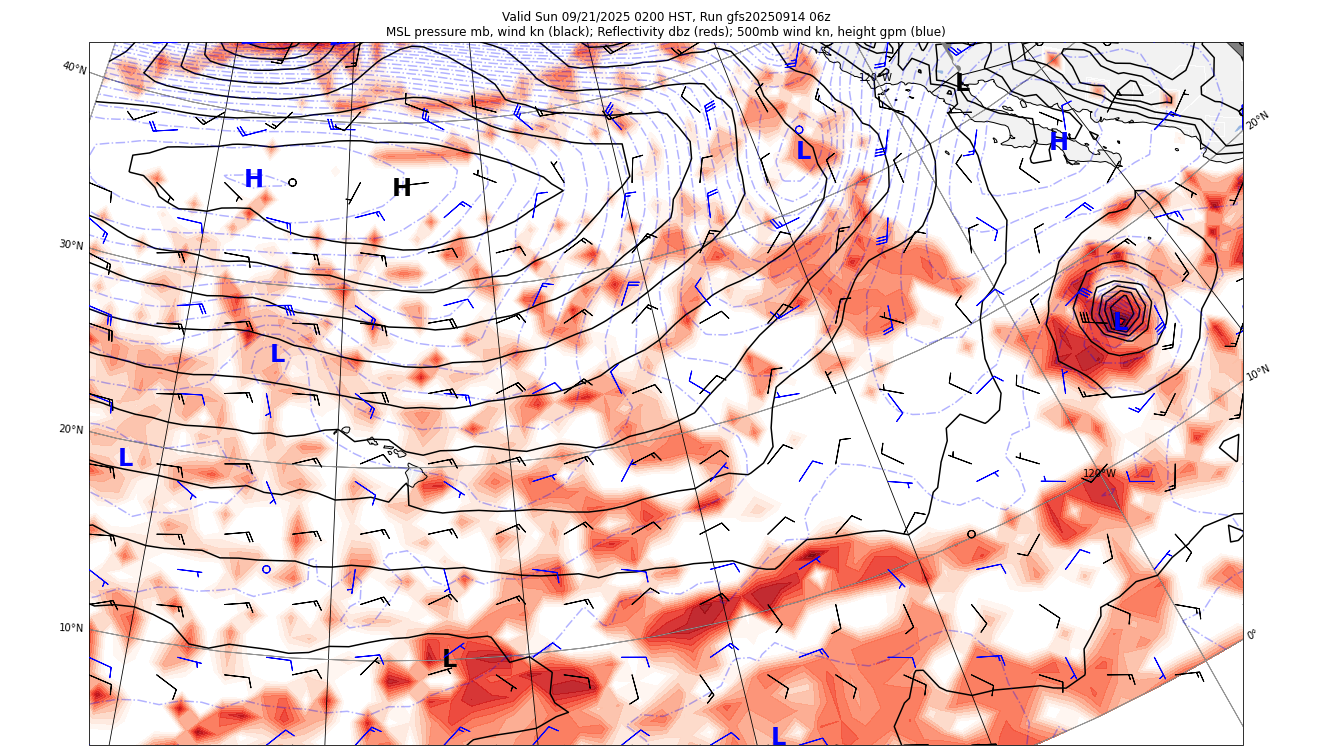 Valid Sun 09/21/2025 0200 HST, Run gfs20250914 06z
MSL pressure mb, wind kn (black); Reflectivity dbz (reds); 500mb wind kn, height gpm (blue)
40°N
120°W
L
20°N
H
L
H
H
30°N
L
L
10°N
20°N
L
120°W
10°N
0°
L
L